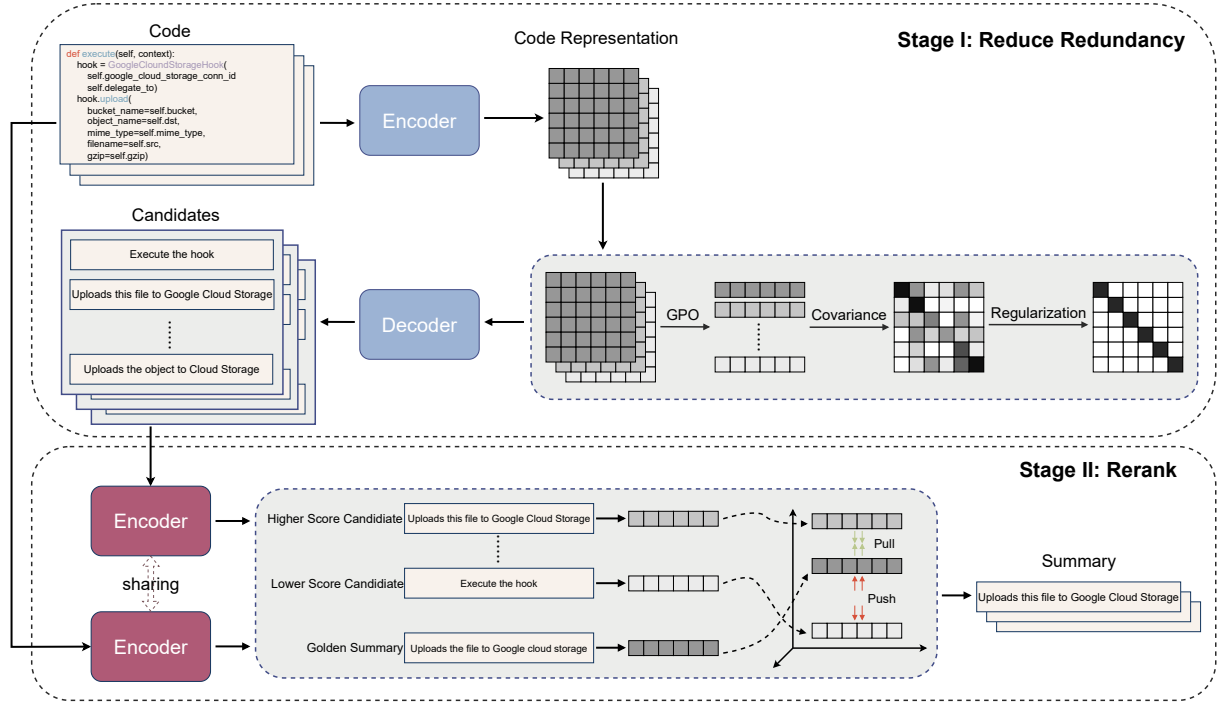 Code
def execute(self, context):
hook = GoogleCloundStorageHook(
self.google_cloud_storage_conn_id
self.delegate_to)
hook.upload(
bucket_name=self.bucket,
object_name=self.dst,
mime_type=self.mime_type,
filename=self.src,
gzip=self.gzip)
Encoder
Code Representation
Stage I: Reduce Redundancy
Candidates
Execute the hook
Uploads this file to Google Cloud Storage
Uploads the object to Cloud Storage
Decoder
GPO
Covariance
Regularization
Stage II: Rerank
Encoder
sharing
Encoder
Higher Score Candidate
Uploads this file to Google Cloud Storage
Lower Score Candidate
Execute the hook
Golden Summary
Uploads the file to Google cloud storage
Pull
Push
Summary
Uploads this file to Google Cloud Storage